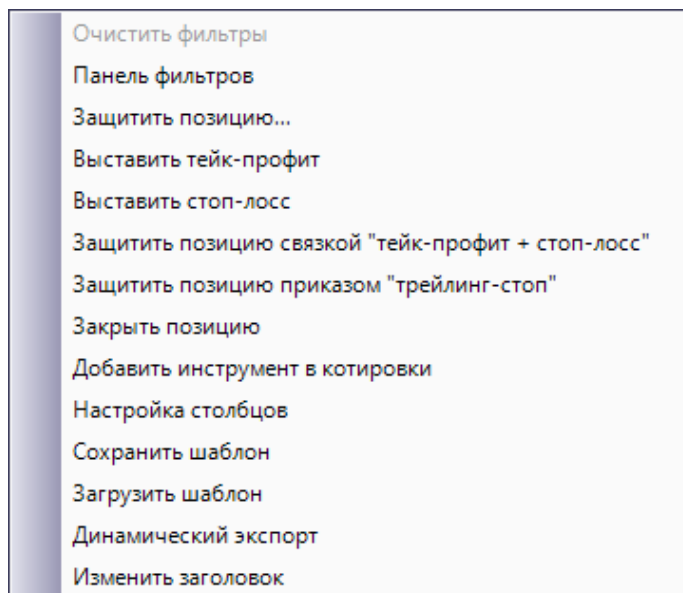 Очистить фильтры
Панель фильтров
Защитить позицию...
Выставить тейк-профит
Выставить стоп-лосс
Защитить позицию связкой "тейк-профит + стоп-лосс"
Защитить позицию приказом "трейлинг-стоп"
Закрыть позицию
Добавить инструмент в котировки
Настройка столбцов
Сохранить шаблон
Загрузить шаблон
Динамический экспорт
Изменить заголовок